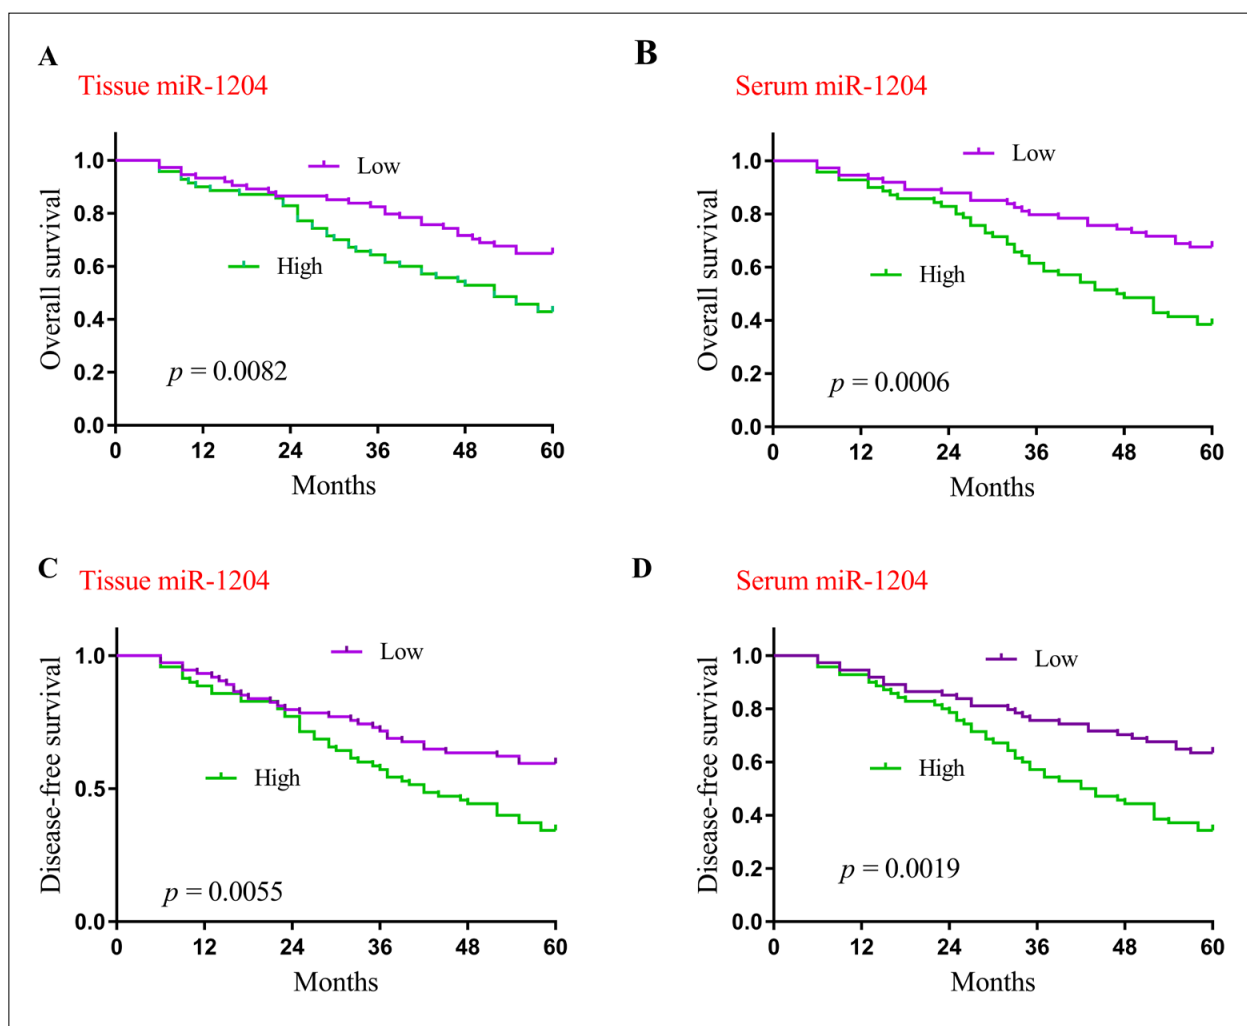 A
Tissue miR-1204
Overall survival
1.0
0.8
0.6
0.4
0.2
0.0
Low
High
p = 0.0082
0 12 24 36 48 60
Months
B
Serum miR-1204
Overall survival
1.0
0.8
0.6
0.4
0.2
0.0
Low
High
p = 0.0006
0 12 24 36 48 60
Months
C
Tissue miR-1204
Disease-free survival
1.0
0.5
0.0
Low
High
p = 0.0055
0 12 24 36 48 60
Months
D
Serum miR-1204
Disease-free survival
1.0
0.8
0.6
0.4
0.2
0.0
Low
High
p = 0.0019
0 12 24 36 48 60
Months